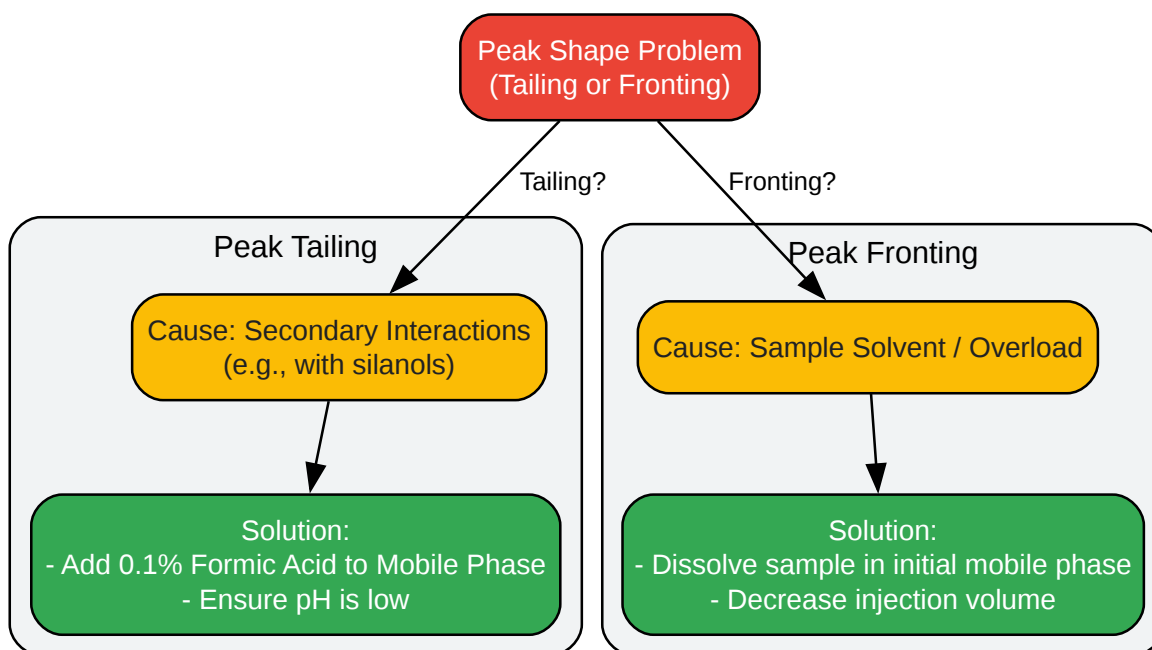 Peak Shape Problem
(Tailing or Fronting)
Tailing?
Fronting?
Peak Tailing
Cause: Secondary Interactions
(e.g., with silanols)
Solution:
- Add 0.1% Formic Acid to Mobile Phase
- Ensure pH is low
Peak Fronting
Cause: Sample Solvent / Overload
Solution:
- Dissolve sample in initial mobile phase
- Decrease injection volume